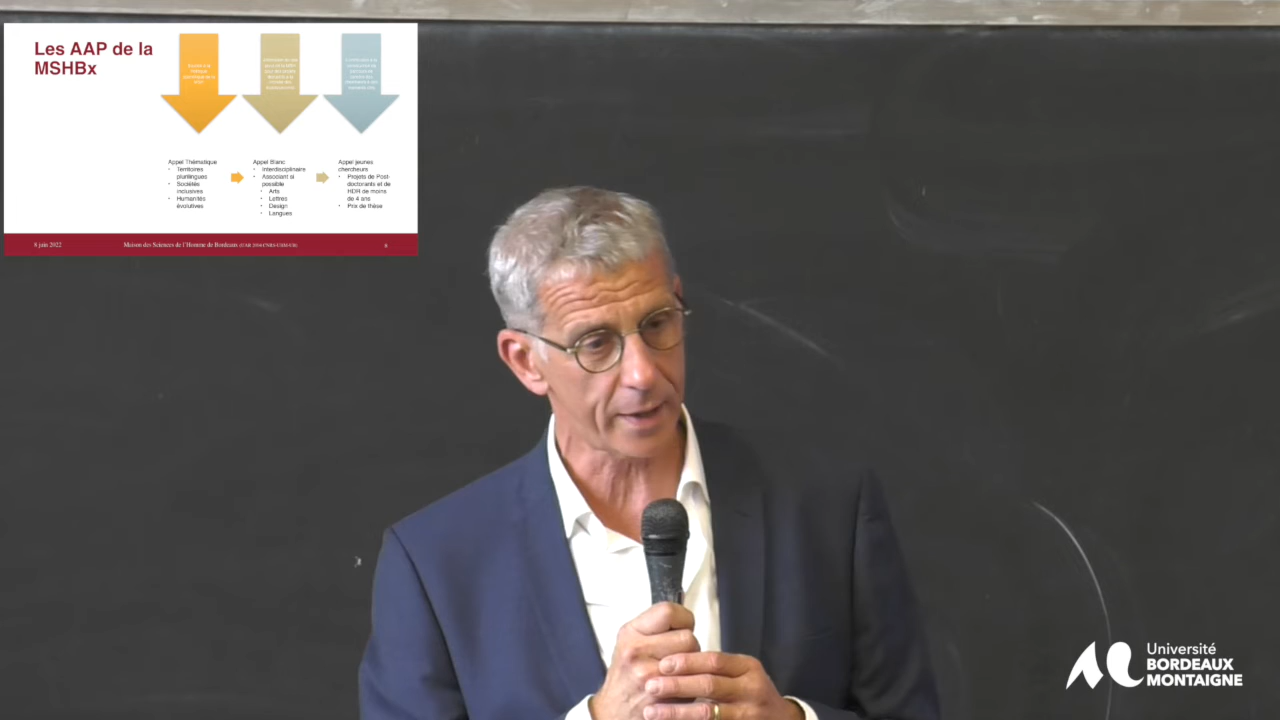 Les AAP de la
MSHBx
Appel Thématique
• Territoires
plurilingues
• Sociétés
inclusives
• Humanités
évolutives
Appel Blanc
• Interdisciplinaire
• Associant si
possible
• Arts
• Lettres
• Design
• Langues
Appel jeunes
chercheurs
• Projets de Post-
doctorants et de
HDR de moins
de 4 ans
• Prix de thèse
8 juin 2022
Maison des Sciences de l'Homme de Bordeaux
Université
BORDEAUX
MONTAIGNE